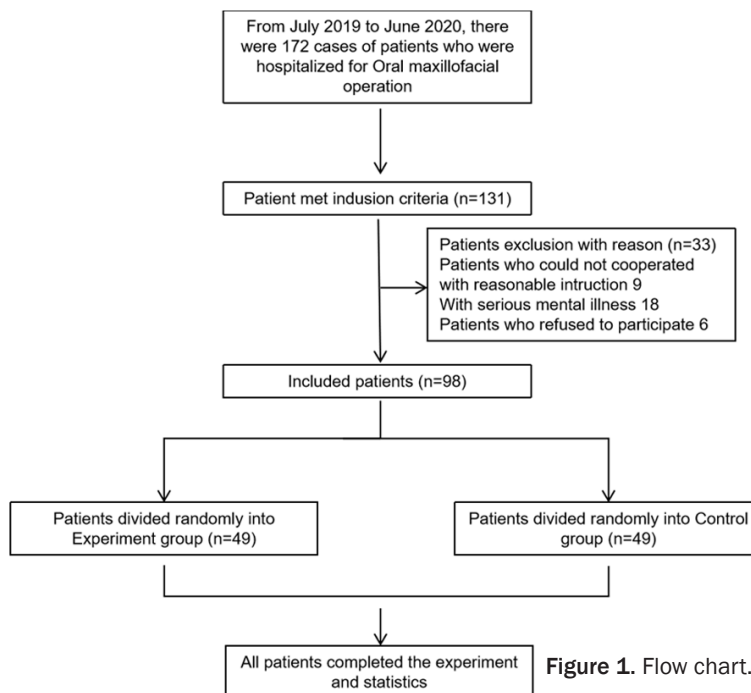 From July 2019 to June 2020, there
were 172 cases of patients who were
hospitalized for Oral maxillofacial
operation
Patient met indusion criteria (n=131)
Patients exclusion with reason (n=33)
Patients who could not cooperated
with reasonable intruction 9
With serious mental illness 18
Patients who refused to participate 6
Included patients (n=98)
Patients divided randomly into
Experiment group (n=49)
Patients divided randomly into Control
group (n=49)
All patients completed the experiment
and statistics
Figure 1. Flow chart.